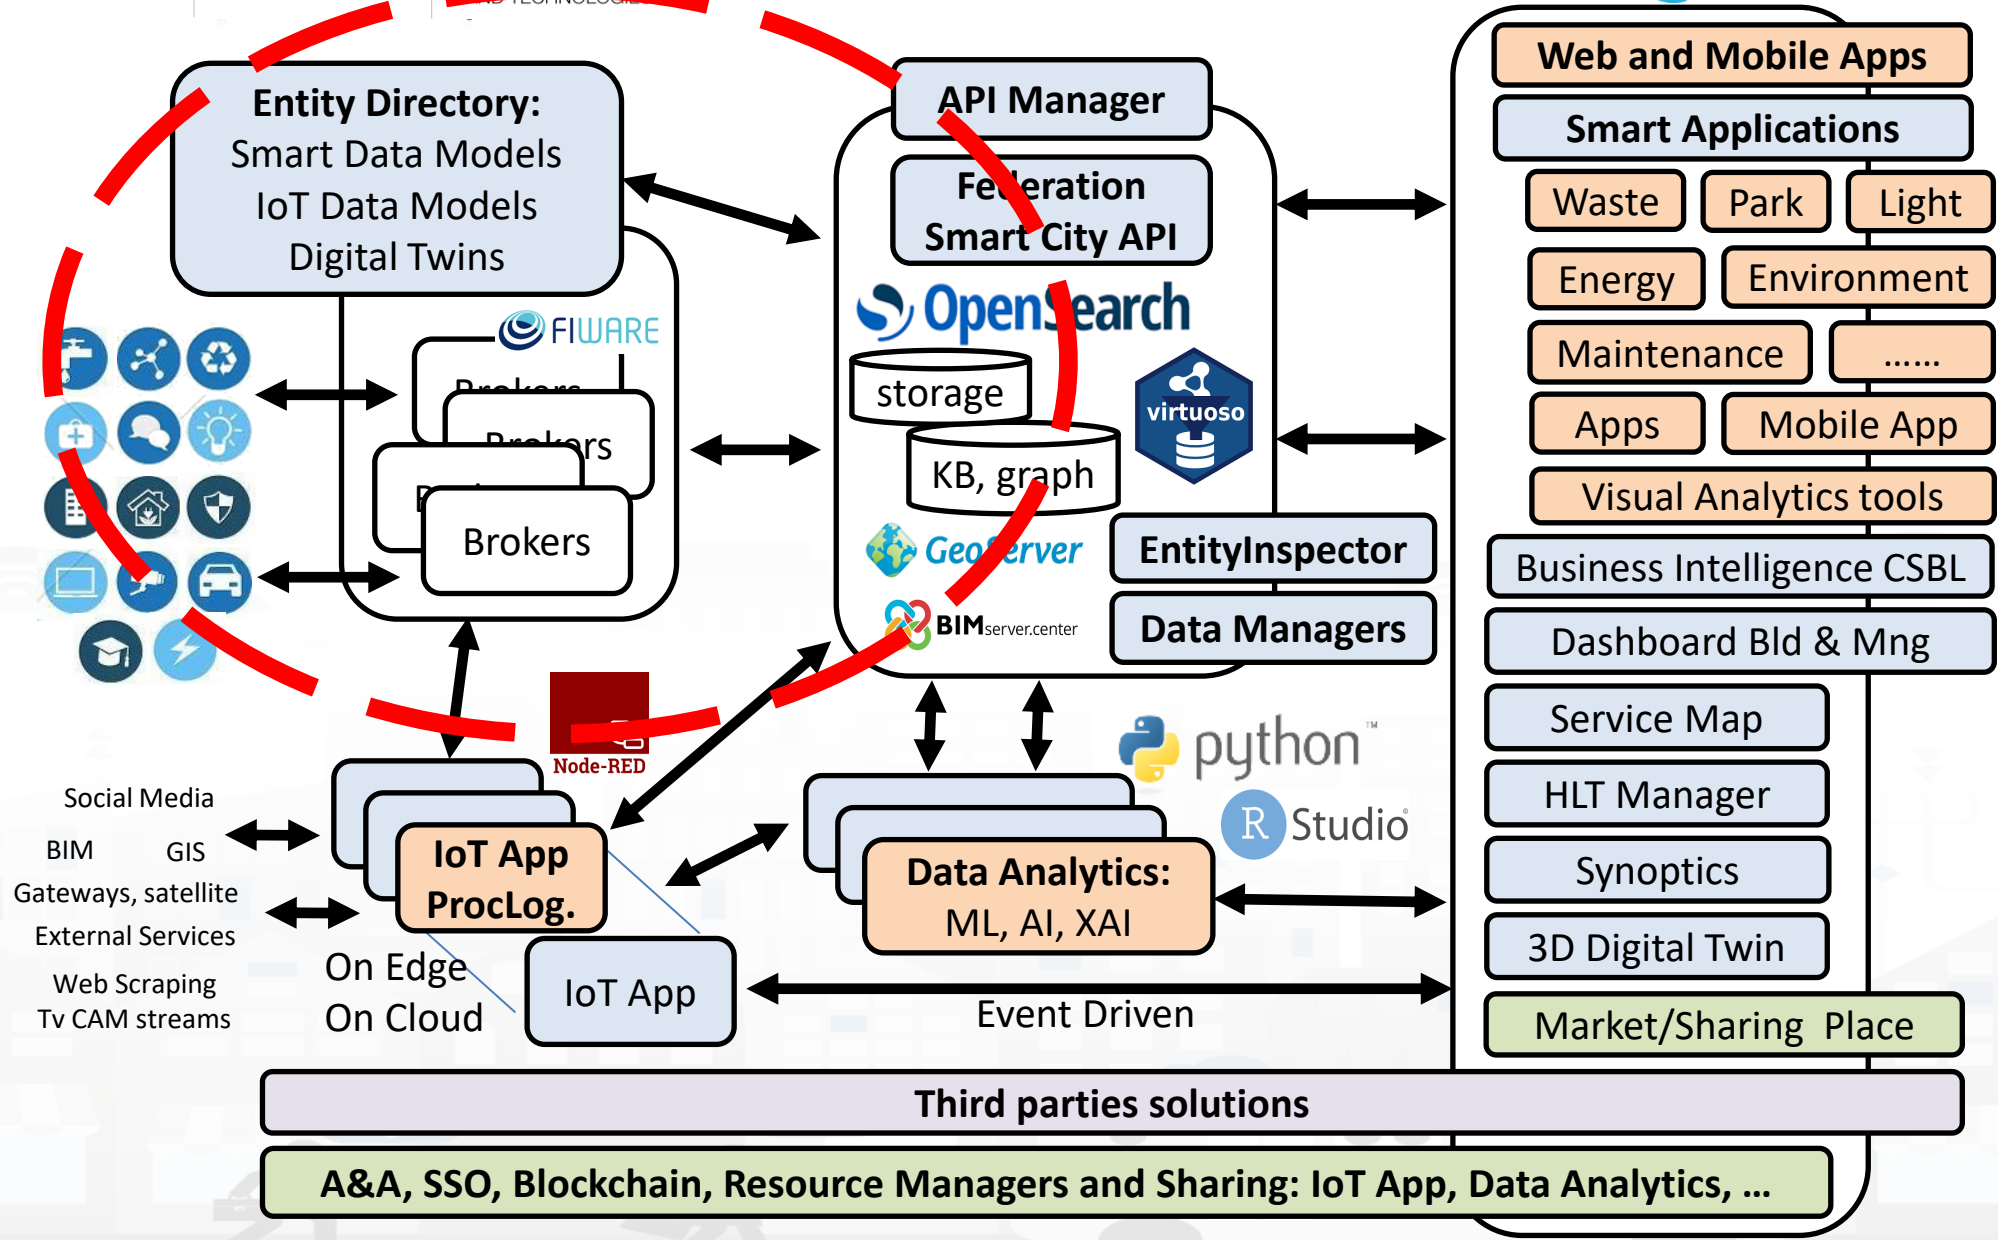 Entity Directory:
Smart Data Models
IoT Data Models
Digital Twins
FIWARE
Brokers
Brokers
Brokers
API Manager
Federation
Smart City API
OpenSearch
storage
KB, graph
virtuoso
GeoServer
BIMserver.center
EntityInspector
Data Managers
Web and Mobile Apps
Smart Applications
Waste
Park
Light
Energy
Environment
Maintenance
......
Apps
Mobile App
Visual Analytics tools
Business Intelligence CSBL
Dashboard Bld & Mng
Service Map
HLT Manager
Synoptics
3D Digital Twin
Market/Sharing Place
Node-RED
python™
R Studio
Social Media
BIM
GIS
Gateways, satellite
External Services
Web Scraping
Tv CAM streams
IoT App
ProcLog.
On Edge
On Cloud
IoT App
Data Analytics:
ML, AI, XAI
Event Driven
Third parties solutions
A&A, SSO, Blockchain, Resource Managers and Sharing: IoT App, Data Analytics, ...